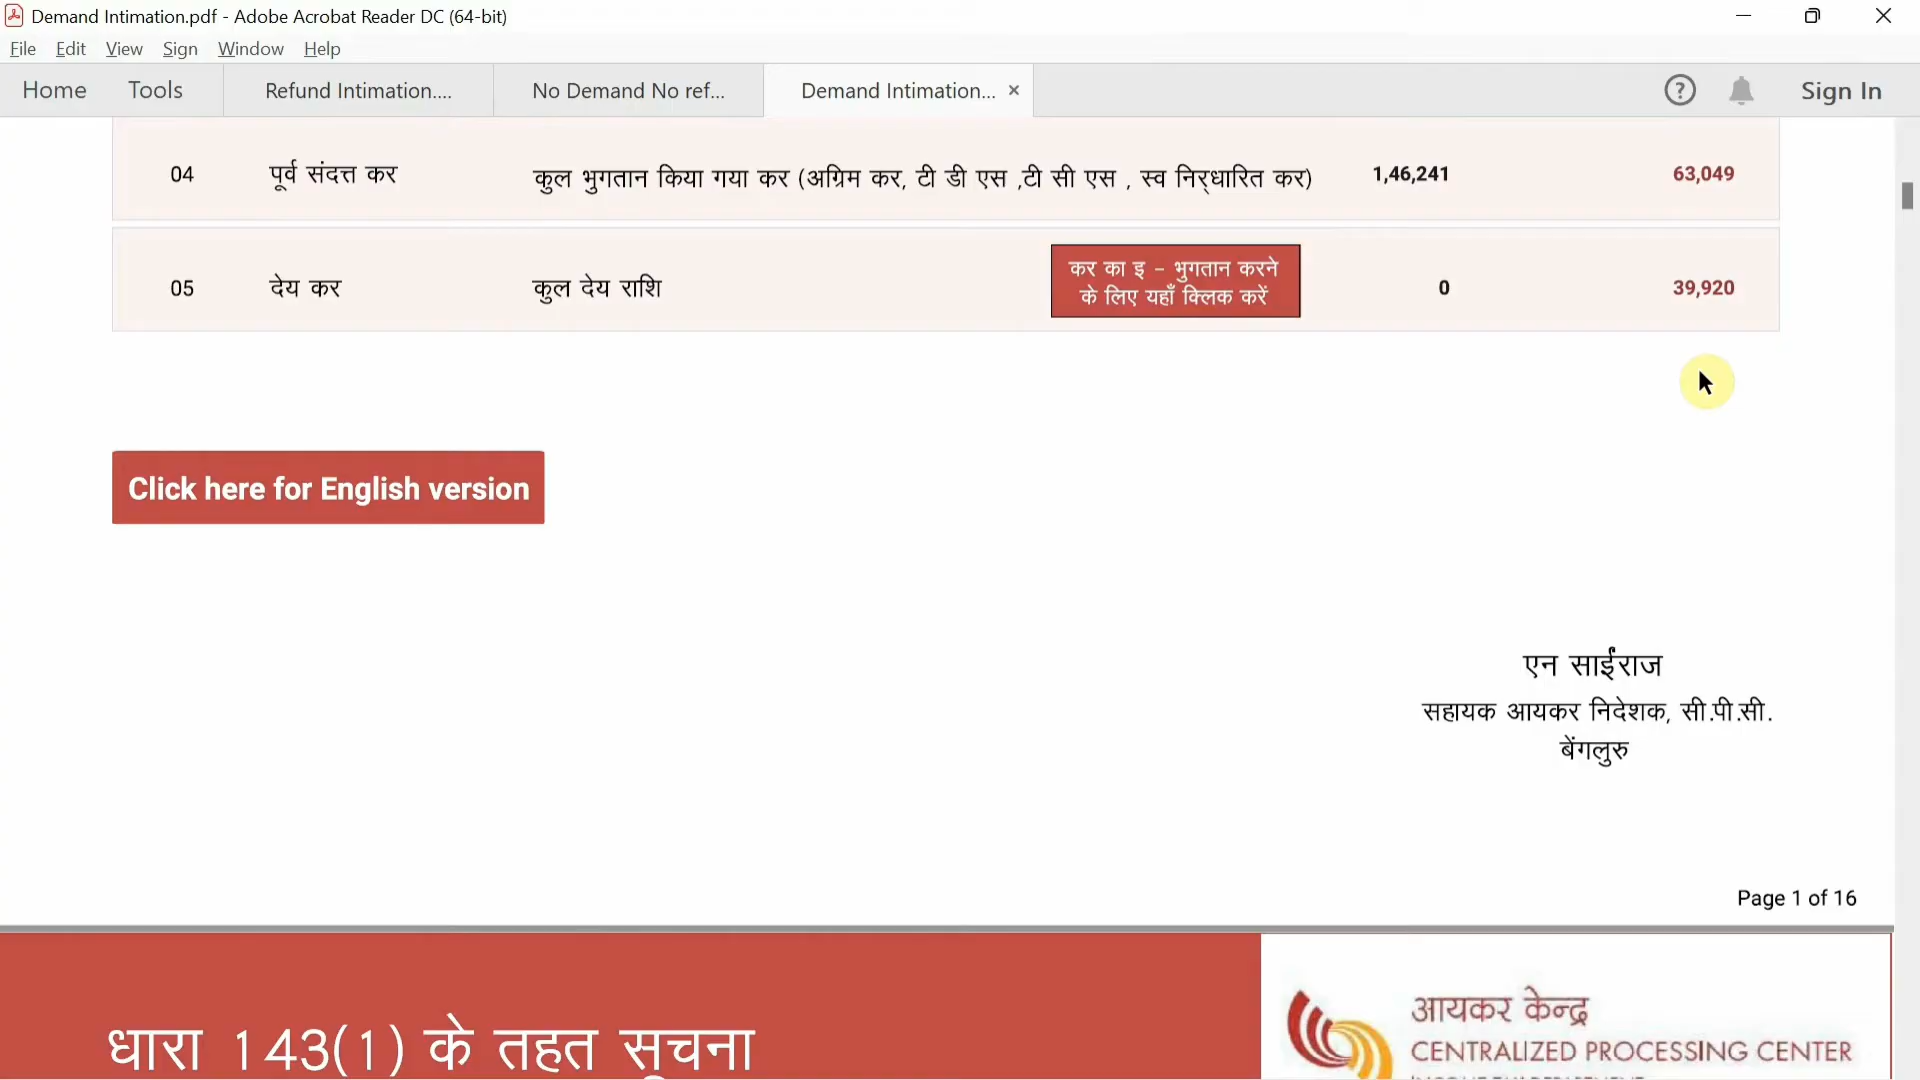 Demand Intimation.pdf - Adobe Acrobat Reader DC (64-bit)
File Edit View Sign Window Help
Home Tools Refund Intimation.... No Demand No ref... Demand Intimation... × ? Sign In
04 पूर्व संदत्त कर कुल भुगतान किया गया कर (अग्रिम कर, टी डी एस ,टी सी एस , स्व निर्धारित कर) 1,46,241 63,049
कर का इ - भुगतान करने
05 देय कर कुल देय राशि 0 39,920
के लिए यहाँ क्लिक करें
Click here for English version
एन साईंराज
सहायक आयकर निदेशक, सी.पी.सी.
बेंगलुरु
Page 1 of 16
धारा 143(1) के तहत सूचना
आयकर केन्द्र
CENTRALIZED PROCESSING CENTER